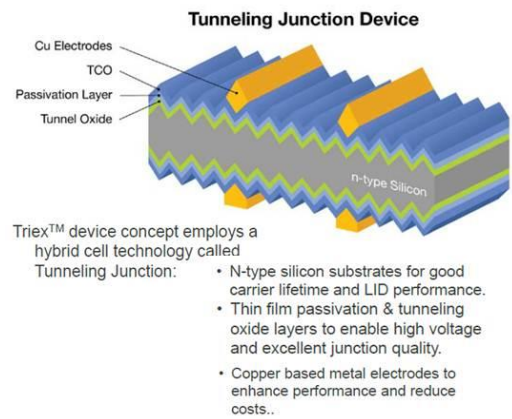 Tunneling Junction Device
Cu Electrodes
TCO
Passivation Layer
Tunnel Oxide
n-type Silicon
Triex™ device concept employs a
hybrid cell technology called
Tunneling Junction:
• N-type silicon substrates for good
carrier lifetime and LID performance.
• Thin film passivation & tunneling
oxide layers to enable high voltage
and excellent junction quality.
• Copper based metal electrodes to
enhance performance and reduce
costs..